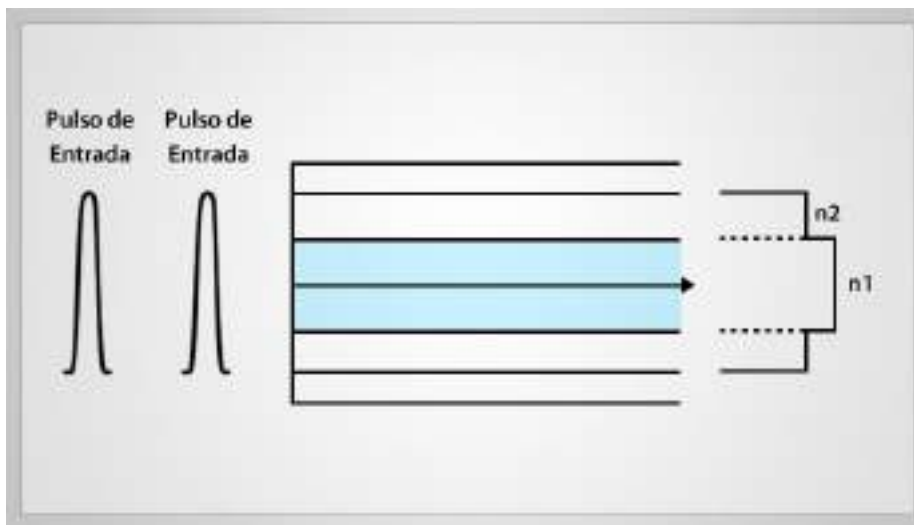 Pulso de
Entrada
Pulso de
Entrada
n2
n1